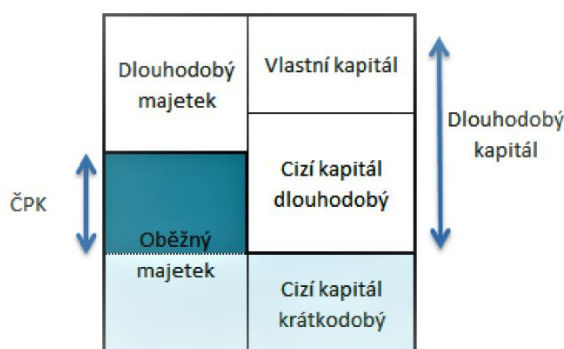 Dlouhodobý
majetek
Vlastní kapitál
Dlouhodobý
kapitál
ČPK
Cizí kapitál
dlouhodobý
Oběžný
majetek
Cizí kapitál
krátkodobý